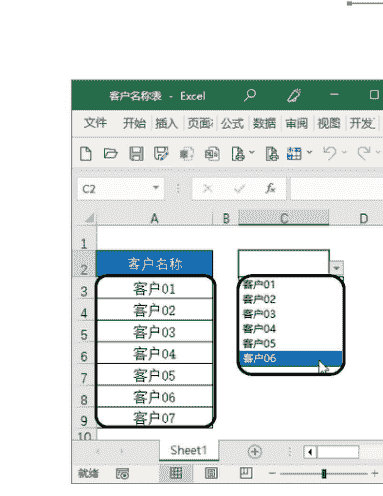 客户名称表 - Excel
文件 开始 插入 页面 公式 数据 审阅 视图 开发
C2 fx
A B C D
1
2 客户名称
3 客户01 客户01
4 客户02 客户02
5 客户03 客户03
6 客户04 客户04
7 客户05 客户05
8 客户06 客户06
9 客户07
10
Sheet1
就绪